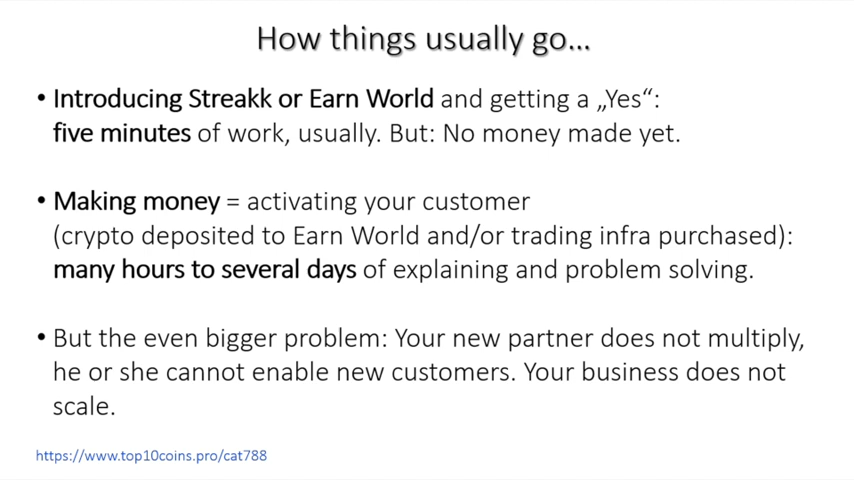 How things usually go…
• Introducing Streakk or Earn World and getting a „Yes“:
five minutes of work, usually. But: No money made yet.
• Making money = activating your customer
(crypto deposited to Earn World and/or trading infra purchased):
many hours to several days of explaining and problem solving.
• But the even bigger problem: Your new partner does not multiply,
he or she cannot enable new customers. Your business does not
scale.
https://www.top10coins.pro/cat788